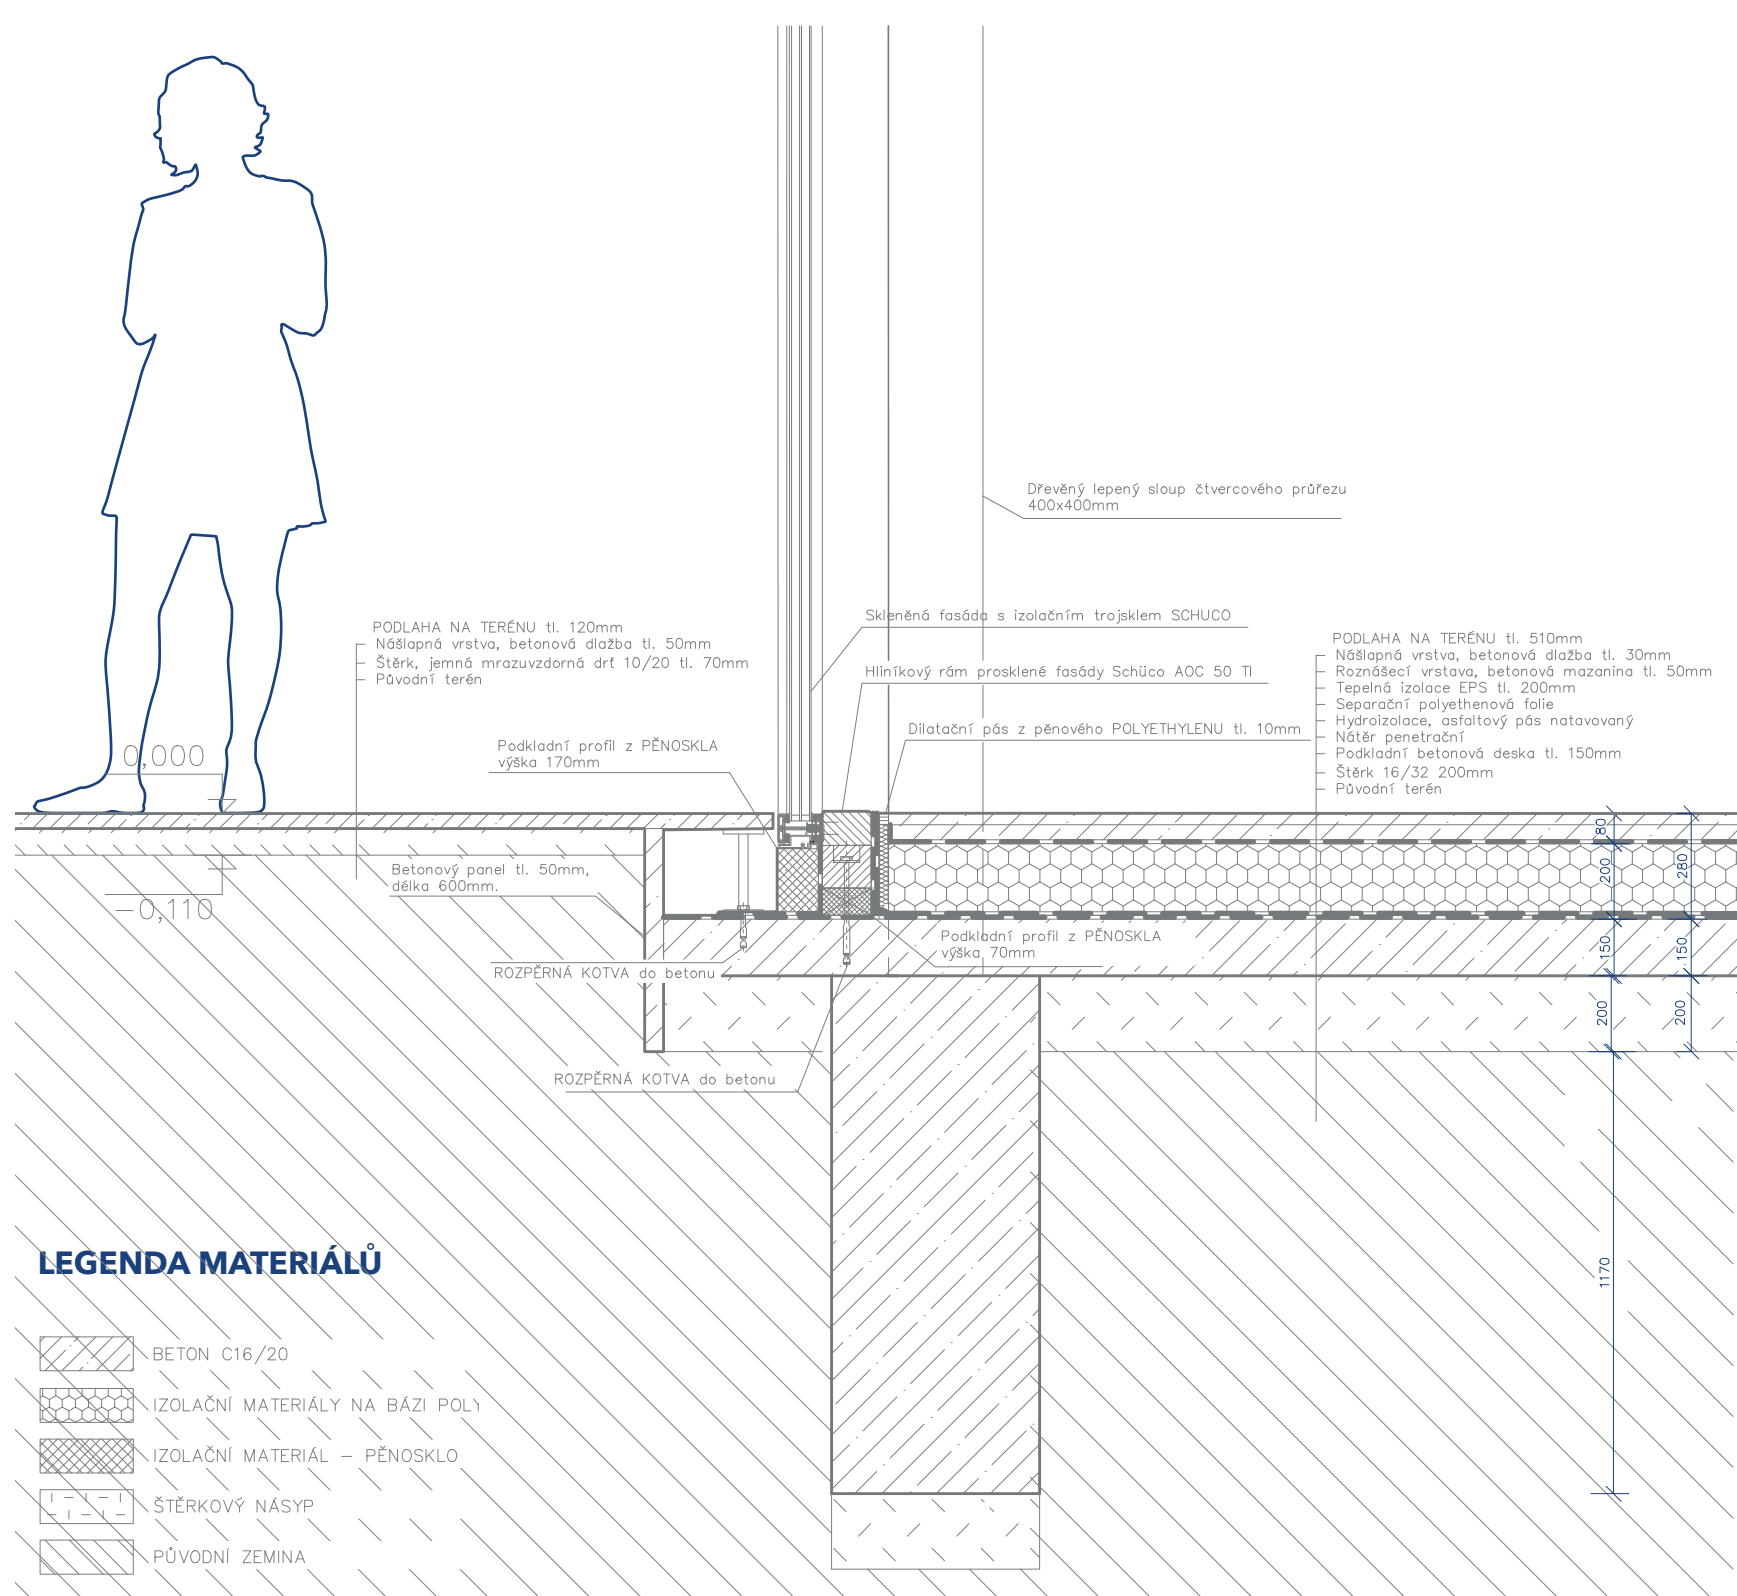 Dřevěný lepený sloup čtvercového průřezu
400x400mm
Skleněná fasáda s izolačním trojsklem SCHUCO
PODLAHA NA TERÉNU tl. 120mm
Nášlapná vrstva, betonová dlažba tl. 50mm
Štěrk, jemná mrazuvzdorná drť 10/20 tl. 70mm
Původní terén
Hliníkový rám prosklené fasády Schüco AOC 50 TI
PODLAHA NA TERÉNU tl. 510mm
Nášlapná vrstva, betonová dlažba tl. 30mm
Roznášecí vrstava, betonová mazanina tl. 50mm
Tepelná izolace EPS tl. 200mm
Separační polyethenová folie
Hydroizolace, asfaltový pás natavovaný
Nátěr penetrační
Podkladní betonová deska tl. 150mm
Štěrk 16/32 200mm
Původní terén
Dilatační pás z pěnového POLYETHYLENU tl. 10mm
Podkladní profil z PĚNOSKLA
výška 170mm
0,000
Betonový panel tl. 50mm,
délka 600mm.
-0,110
80
200
280
Podkladní profil z PĚNOSKLA
výška 70mm
150
150
ROZPĚRNÁ KOTVA do betonu
200
200
ROZPĚRNÁ KOTVA do betonu
1170
LEGENDA MATERIÁLŮ
BETON C16/20
IZOLAČNÍ MATERIÁLY NA BÁZI POLY
IZOLAČNÍ MATERIÁL – PĚNOSKLO
ŠTĚRKOVÝ NÁSYP
PŮVODNÍ ZEMINA